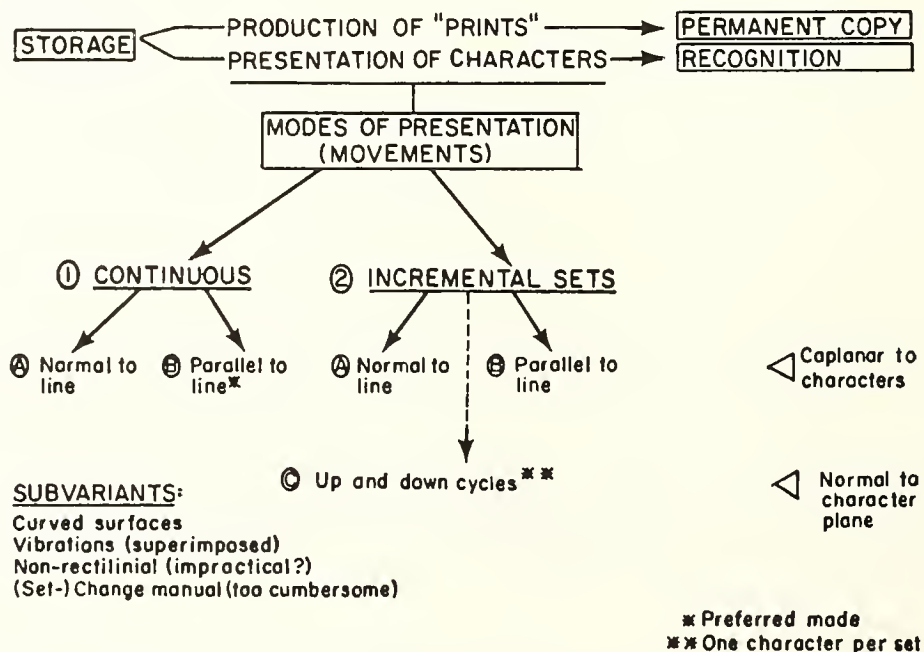 PRODUCTION OF "PRINTS"
PERMANENT COPY
STORAGE
PRESENTATION OF CHARACTERS
RECOGNITION
MODES OF PRESENTATION
(MOVEMENTS)
① CONTINUOUS
② INCREMENTAL SETS
Ⓐ Normal to
line
Ⓑ Parallel to
line*
Ⓐ Normal to
line
Ⓑ Parallel to
line
Caplanar to
characters
Ⓒ Up and down cycles**
Normal to
character
plane
SUBVARIANTS:
Curved surfaces
Vibrations (superimposed)
Non-rectilinial (impractical?)
(Set-) Change manual (too cumbersome)
* Preferred made
** One character per set